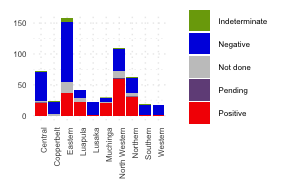 150
100
50
0
Central
Copperbelt
Eastern
Luapula
Lusaka
Muchinga
North Western
Northern
Southern
Western
Indeterminate
Negative
Not done
Pending
Positive